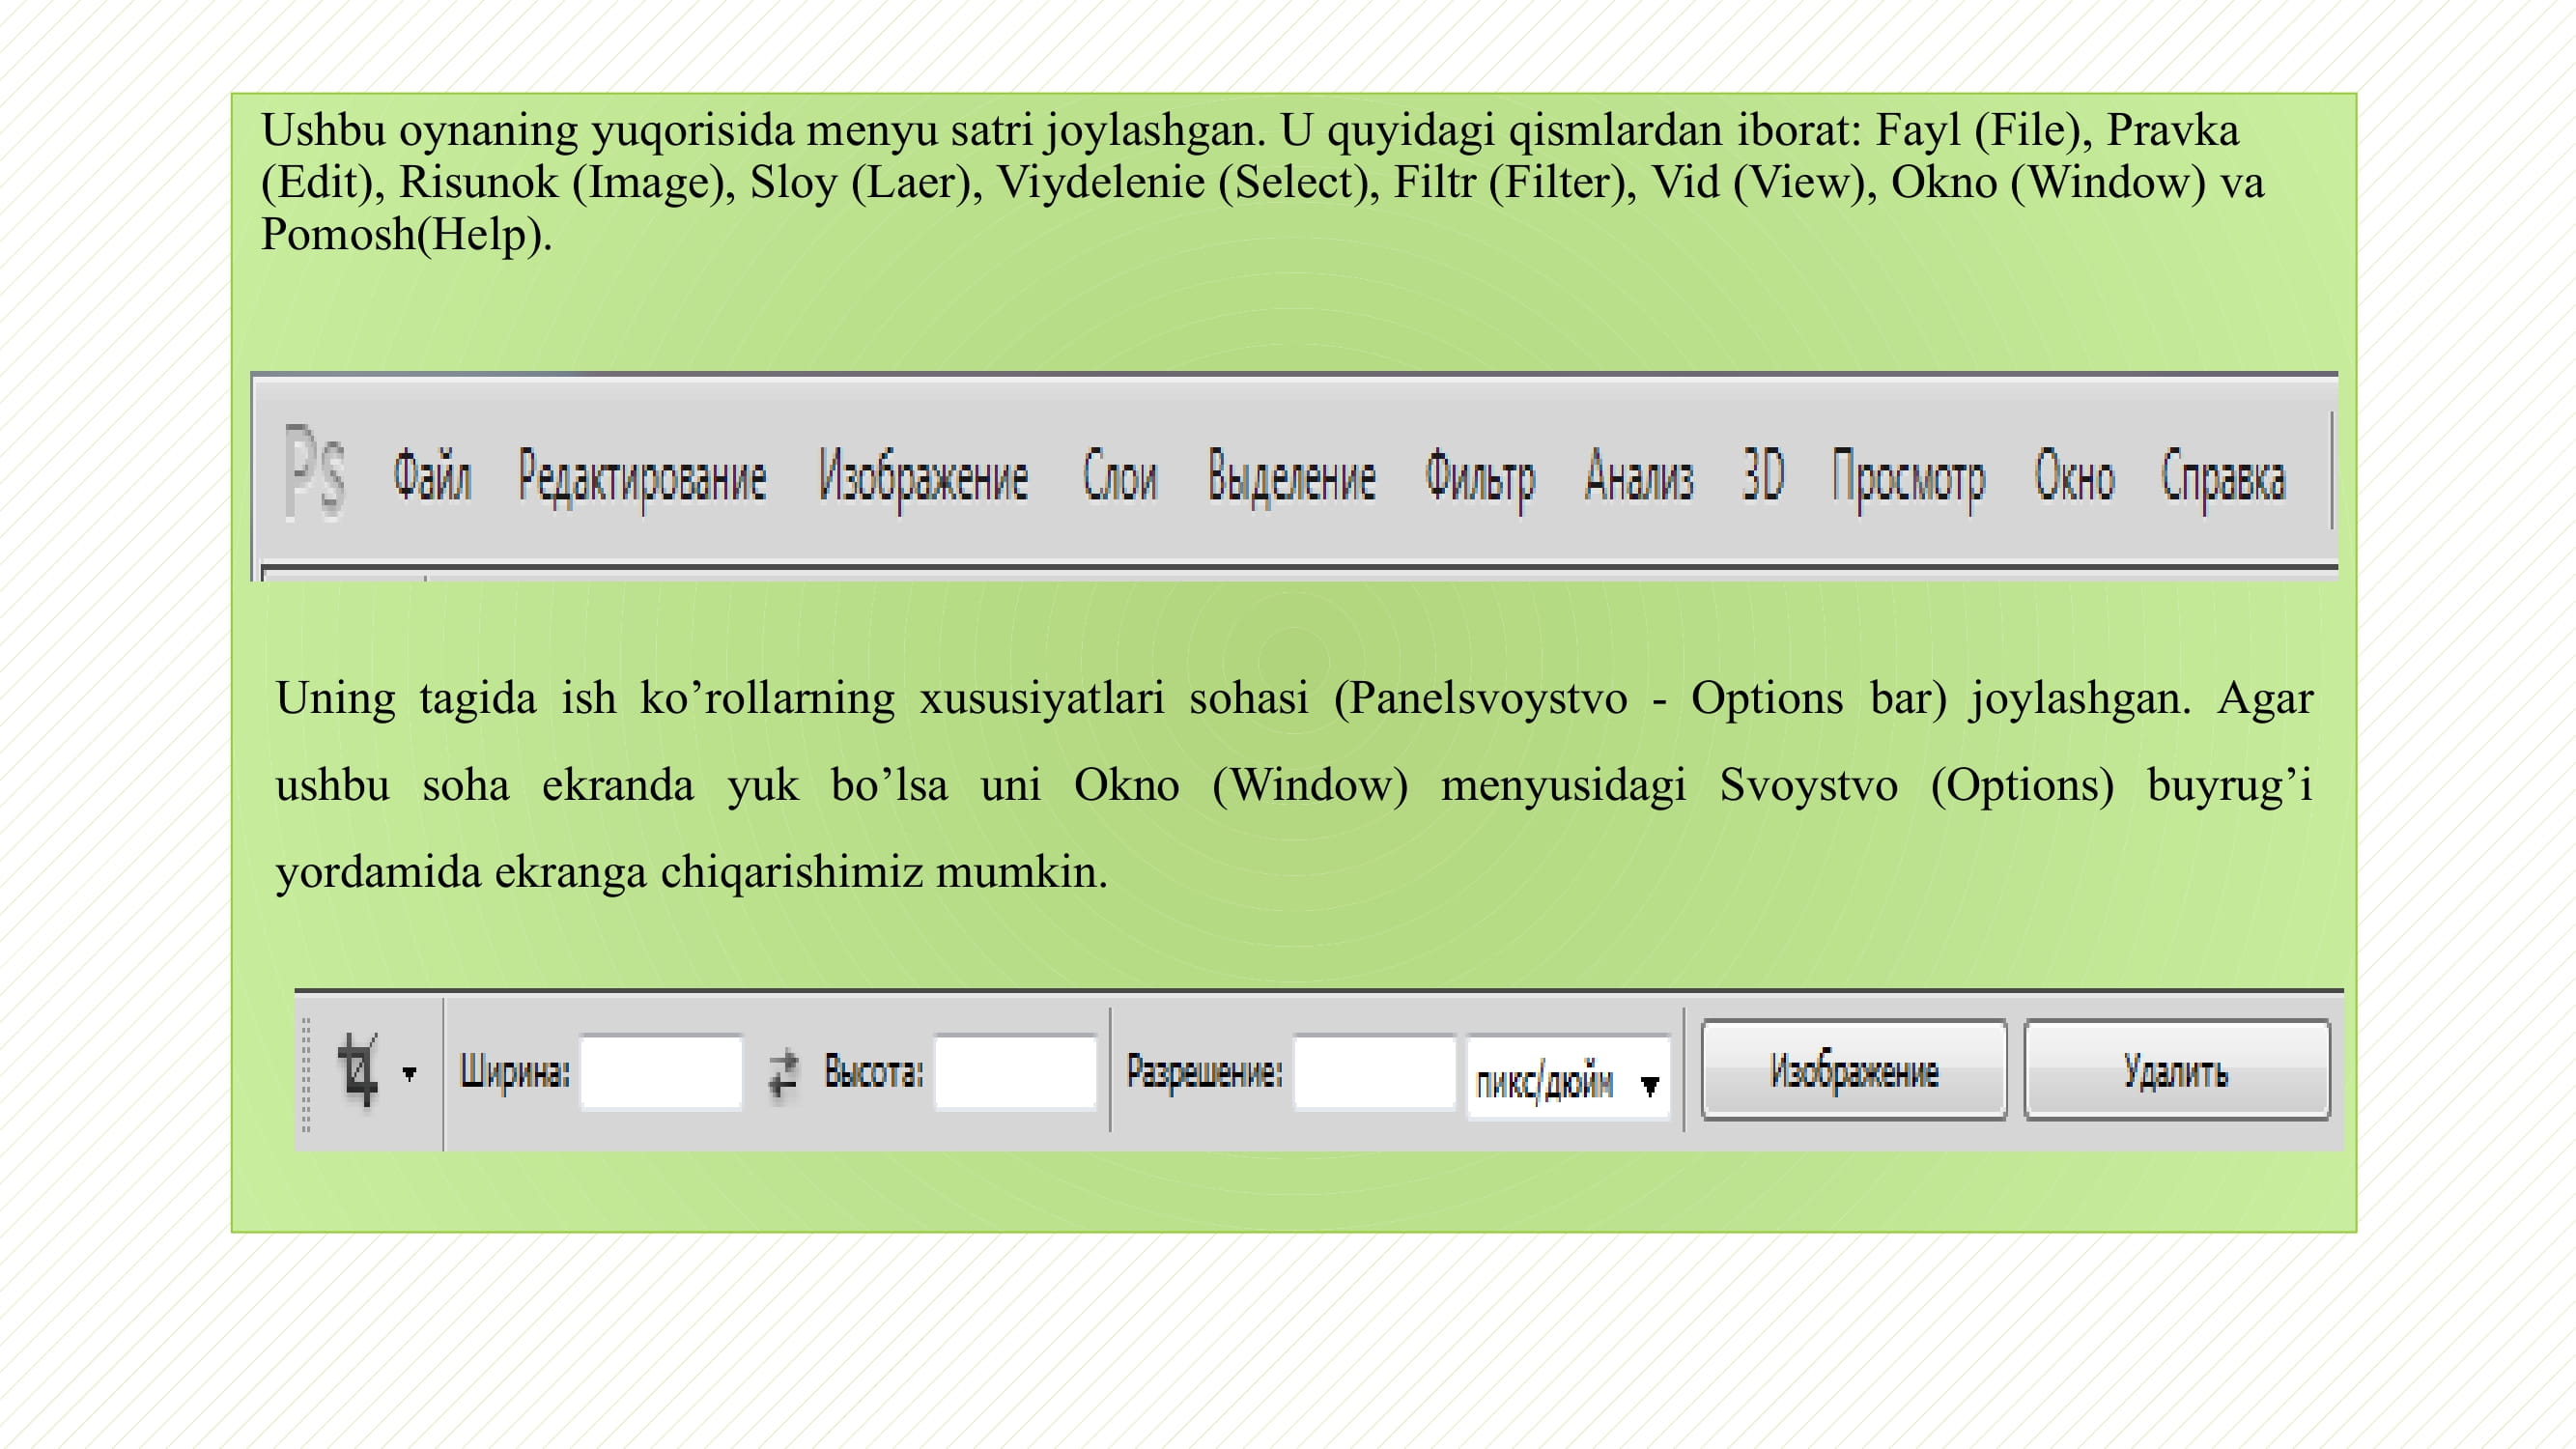 Ushbu oynaning yuqorisida menyu satri joylashgan. U quyidagi qismlardan iborat: Fayl (File), Pravka
(Edit), Risunok (Image), Sloy (Laer), Viydelenie (Select), Filtr (Filter), Vid (View), Okno (Window) va
Pomosh(Help).
Ps Файл Редактирование Изображение Слои Выделение Фильтр Анализ 3D Просмотр Окно Справка
Uning tagida ish ko’rollarning xususiyatlari sohasi (Panelsvoystvo - Options bar) joylashgan. Agar
ushbu soha ekranda yuk bo’lsa uni Okno (Window) menyusidagi Svoystvo (Options) buyrug’i
yordamida ekranga chiqarishimiz mumkin.
Ширина: Высота: Разрешение: пикс/дюйм Изображение Удалить